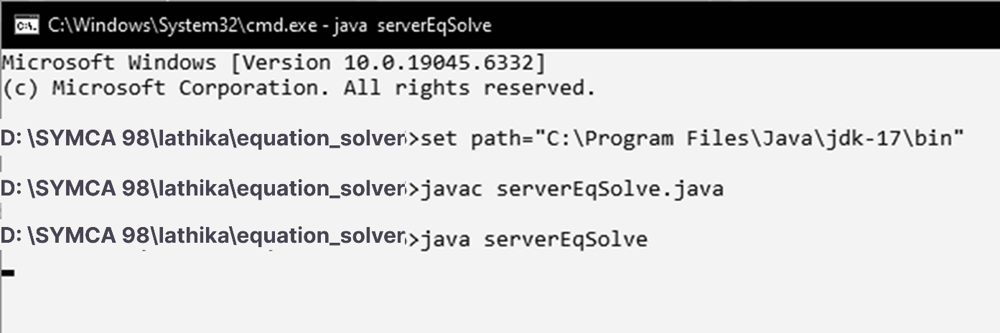 C:\Windows\System32\cmd.exe - java  serverEqSolve
Microsoft Windows [Version 10.0.19045.6332]
(c) Microsoft Corporation. All rights reserved.
D: \SYMCA 98\lathika\equation_solver>set path="C:\Program Files\Java\jdk-17\bin"
D: \SYMCA 98\lathika\equation_solver>javac serverEqSolve.java
D: \SYMCA 98\lathika\equation_solver>java serverEqSolve